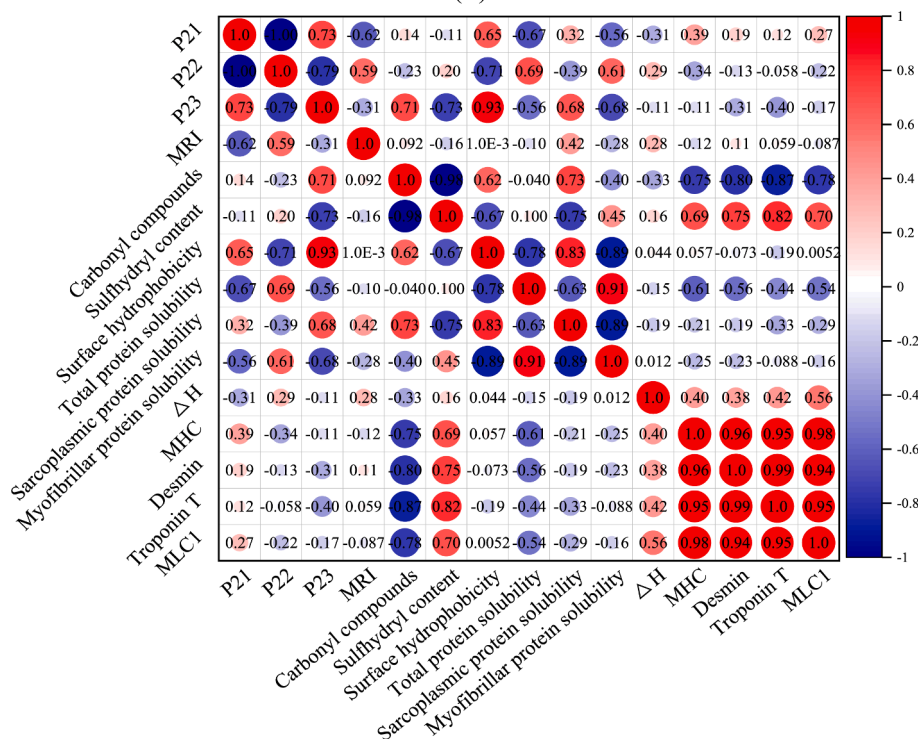 P21 1.0 -1.00 0.73 -0.62 0.14 -0.11 0.65 -0.67 0.32 -0.56 -0.31 0.39 0.19 0.12 0.27
P22 -1.00 1.0 -0.79 0.59 -0.23 0.20 -0.71 0.69 -0.39 0.61 0.29 -0.34 -0.13 -0.058 -0.22
P23 0.73 -0.79 1.0 -0.31 0.71 -0.73 0.93 -0.56 0.68 -0.68 -0.11 -0.11 -0.31 -0.40 -0.17
MRI -0.62 0.59 -0.31 1.0 0.092 -0.16 1.0E-3 -0.10 0.42 -0.28 0.28 -0.12 0.11 0.059 -0.087
Carbonyl compounds 0.14 -0.23 0.71 0.092 1.0 -0.98 0.62 -0.040 0.73 -0.40 -0.33 -0.75 -0.80 -0.87 -0.78
Sulfhydryl content -0.11 0.20 -0.73 -0.16 -0.98 1.0 -0.67 0.100 -0.75 0.45 0.16 0.69 0.75 0.82 0.70
Surface hydrophobicity 0.65 -0.71 0.93 1.0E-3 0.62 -0.67 1.0 -0.78 0.83 -0.89 0.044 0.057 -0.073 -0.19 0.0052
Total protein solubility -0.67 0.69 -0.56 -0.10 -0.040 0.100 -0.78 1.0 -0.63 0.91 -0.15 -0.61 -0.56 -0.44 -0.54
Sarcoplasmic protein solubility 0.32 -0.39 0.68 0.42 0.73 -0.75 0.83 -0.63 1.0 -0.89 -0.19 -0.21 -0.19 -0.33 -0.29
Myofibrillar protein solubility -0.56 0.61 -0.68 -0.28 -0.40 0.45 -0.89 0.91 -0.89 1.0 0.012 -0.25 -0.23 -0.088 -0.16
△H -0.31 0.29 -0.11 0.28 -0.33 0.16 0.044 -0.15 -0.19 0.012 1.0 0.40 0.38 0.42 0.56
MHC 0.39 -0.34 -0.11 -0.12 -0.75 0.69 0.057 -0.61 -0.21 -0.25 0.40 1.0 0.96 0.95 0.98
Desmin 0.19 -0.13 -0.31 0.11 -0.80 0.75 -0.073 -0.56 -0.19 -0.23 0.38 0.96 1.0 0.99 0.94
Troponin T 0.12 -0.058 -0.40 0.059 -0.87 0.82 -0.19 -0.44 -0.33 -0.088 0.42 0.95 0.99 1.0 0.95
MLC1 0.27 -0.22 -0.17 -0.087 -0.78 0.70 0.0052 -0.54 -0.29 -0.16 0.56 0.98 0.94 0.95 1.0
P21
P22
P23
MRI
Carbonyl compounds
Sulfhydryl content
Surface hydrophobicity
Total protein solubility
Sarcoplasmic protein solubility
Myofibrillar protein solubility
△H
MHC
Desmin
Troponin T
MLC1
1
0.8
0.6
0.4
0.2
0
-0.2
-0.4
-0.6
-0.8
-1